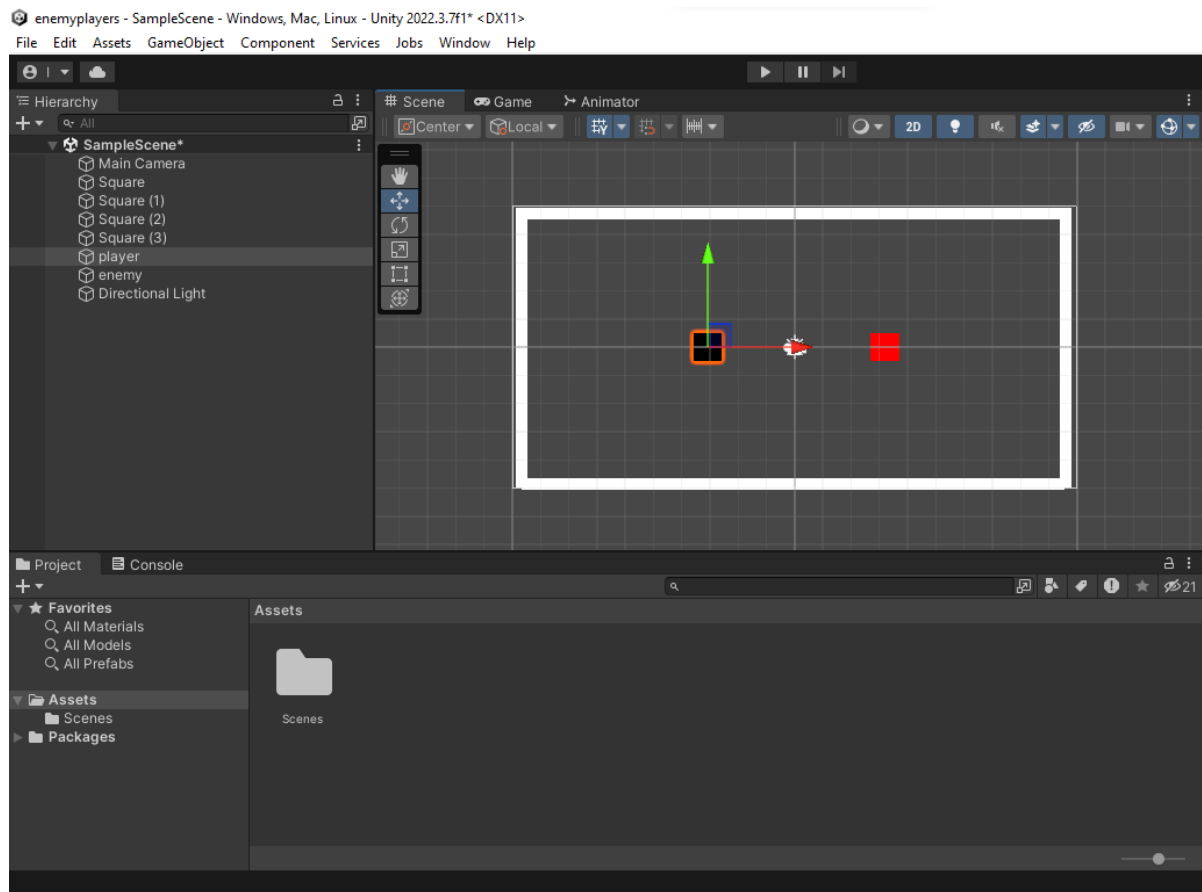 enemyplayers - SampleScene - Windows, Mac, Linux - Unity 2022.3.7f1* <DX11>
File Edit Assets GameObject Component Services Jobs Window Help
Hierarchy
All
SampleScene*
Main Camera
Square
Square (1)
Square (2)
Square (3)
player
enemy
Directional Light
Scene Game Animator
Center Local 2D
Project Console
21
Favorites
All Materials
All Models
All Prefabs
Assets
Scenes
Packages
Assets
Scenes